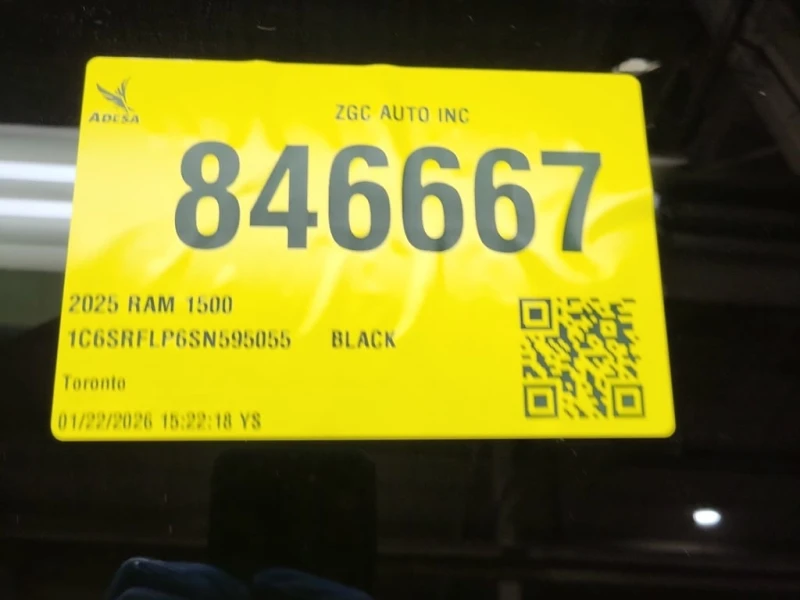 ADESA
ZGC AUTO INC
846667
2025 RAM 1500
1C6SRFLP6SN595055 BLACK
Toronto
01/22/2026 15:22:18 YS